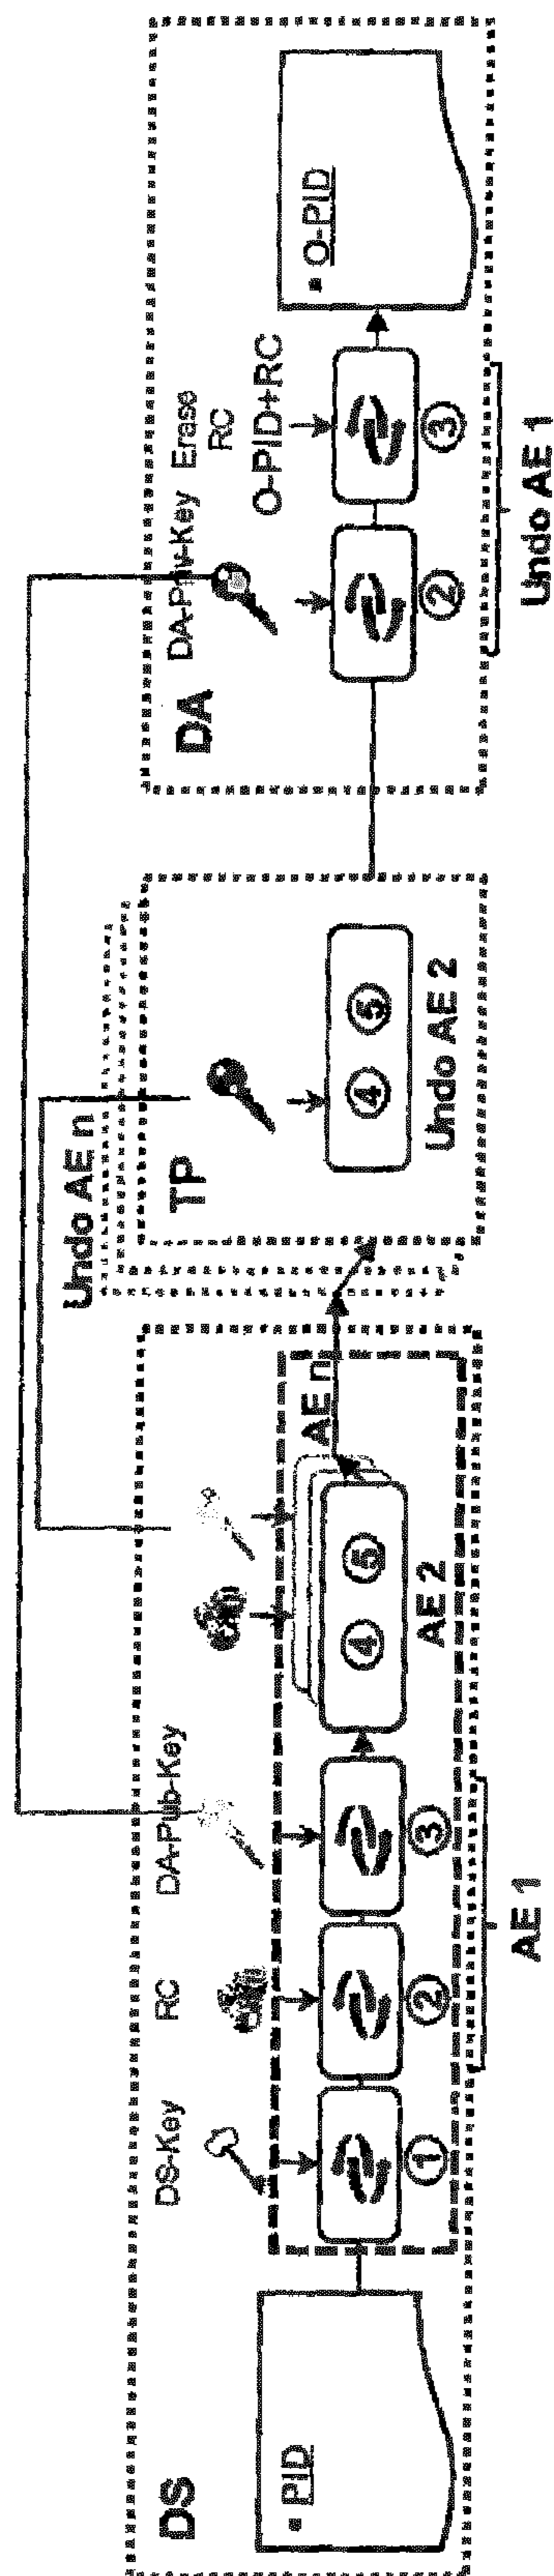 DS
• PID
DS-Key
RC
DA-Pub-Key
①
②
③
AE 1
④ ⑤
AE 2
AE n
Undo AE n
TP
④ ⑤
Undo AE 2
DA
DA-Priv-Key
Erase
RC
O-PID+RC
②
③
Undo AE 1
• O-PID